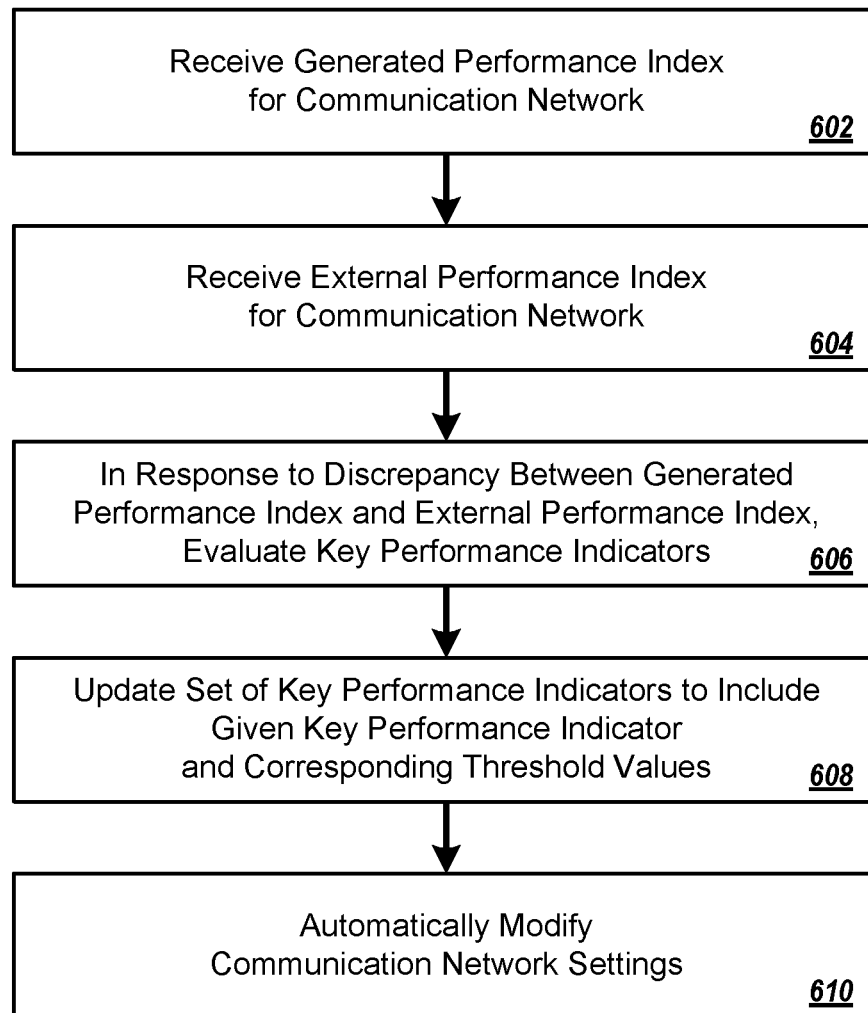 Receive Generated Performance Index
for Communication Network
602
Receive External Performance Index
for Communication Network
604
In Response to Discrepancy Between Generated
Performance Index and External Performance Index,
Evaluate Key Performance Indicators
606
Update Set of Key Performance Indicators to Include
Given Key Performance Indicator
and Corresponding Threshold Values
608
Automatically Modify
Communication Network Settings
610